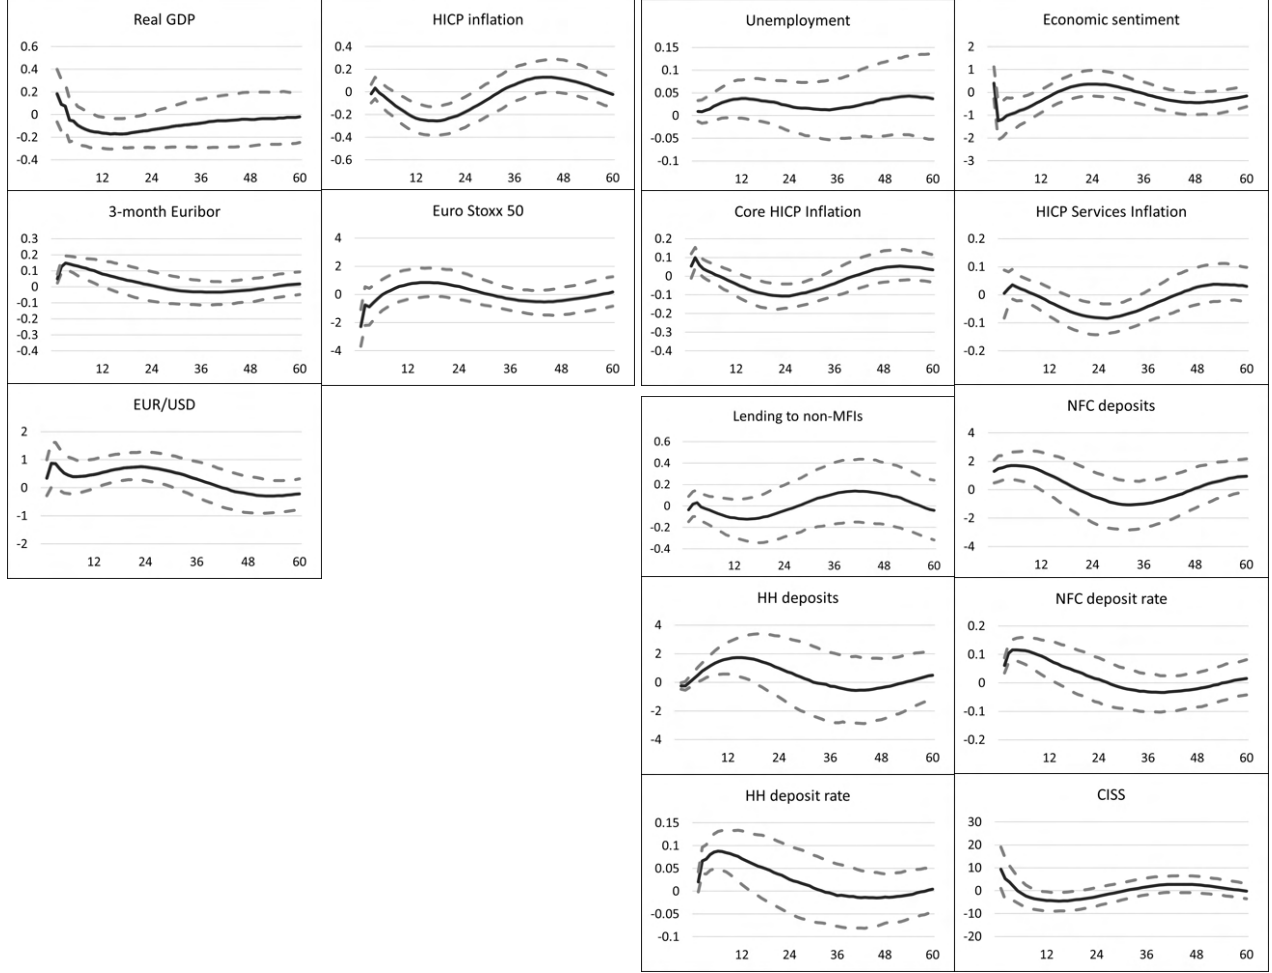 Real GDP
0.6
0.4
0.2
0
-0.2
-0.4
12 24 36 48 60
HICP inflation
0.4
0.2
0
-0.2
-0.4
-0.6
12 24 36 48 60
Unemployment
0.15
0.1
0.05
0
-0.05
-0.1
12 24 36 48 60
Economic sentiment
2
1
0
-1
-2
-3
12 24 36 48 60
3-month Euribor
0.3
0.2
0.1
0
-0.1
-0.2
-0.3
-0.4
12 24 36 48 60
Euro Stoxx 50
4
2
0
-2
-4
12 24 36 48 60
Core HICP Inflation
0.2
0.1
0
-0.1
-0.2
-0.3
-0.4
12 24 36 48 60
HICP Services Inflation
0.2
0.1
0
-0.1
-0.2
12 24 36 48 60
EUR/USD
2
1
0
-1
-2
12 24 36 48 60
Lending to non-MFIs
0.6
0.4
0.2
0
-0.2
-0.4
12 24 36 48 60
NFC deposits
4
2
0
-2
-4
12 24 36 48 60
HH deposits
4
2
0
-2
-4
12 24 36 48 60
NFC deposit rate
0.2
0.1
0
-0.1
-0.2
12 24 36 48 60
HH deposit rate
0.15
0.1
0.05
0
-0.05
-0.1
12 24 36 48 60
CISS
30
20
10
0
-10
-20
12 24 36 48 60